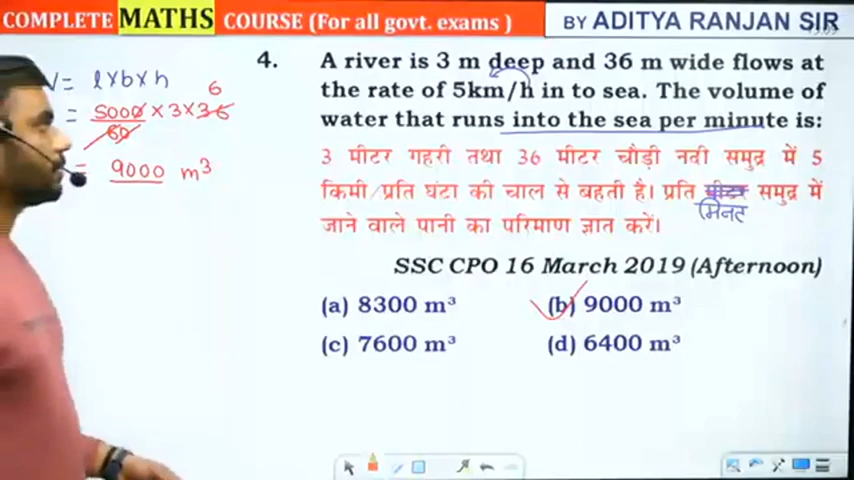 COMPLETE MATHS COURSE (For all govt. exams)
BY ADITYA RANJAN SIR
V = l×b×h
6
5000 × 3 × 36
60
= 9000 m³
4. A river is 3 m deep and 36 m wide flows at
the rate of 5km/h in to sea. The volume of
water that runs into the sea per minute is:
3 मीटर गहरी तथा 36 मीटर चौड़ी नदी समुद्र में 5
किमी/प्रति घंटा की चाल से बहती है। प्रति मीटर समुद्र में
मिनट
जाने वाले पानी का परिमाण ज्ञात करें।
SSC CPO 16 March 2019 (Afternoon)
(a) 8300 m³ (b) 9000 m³
(c) 7600 m³ (d) 6400 m³